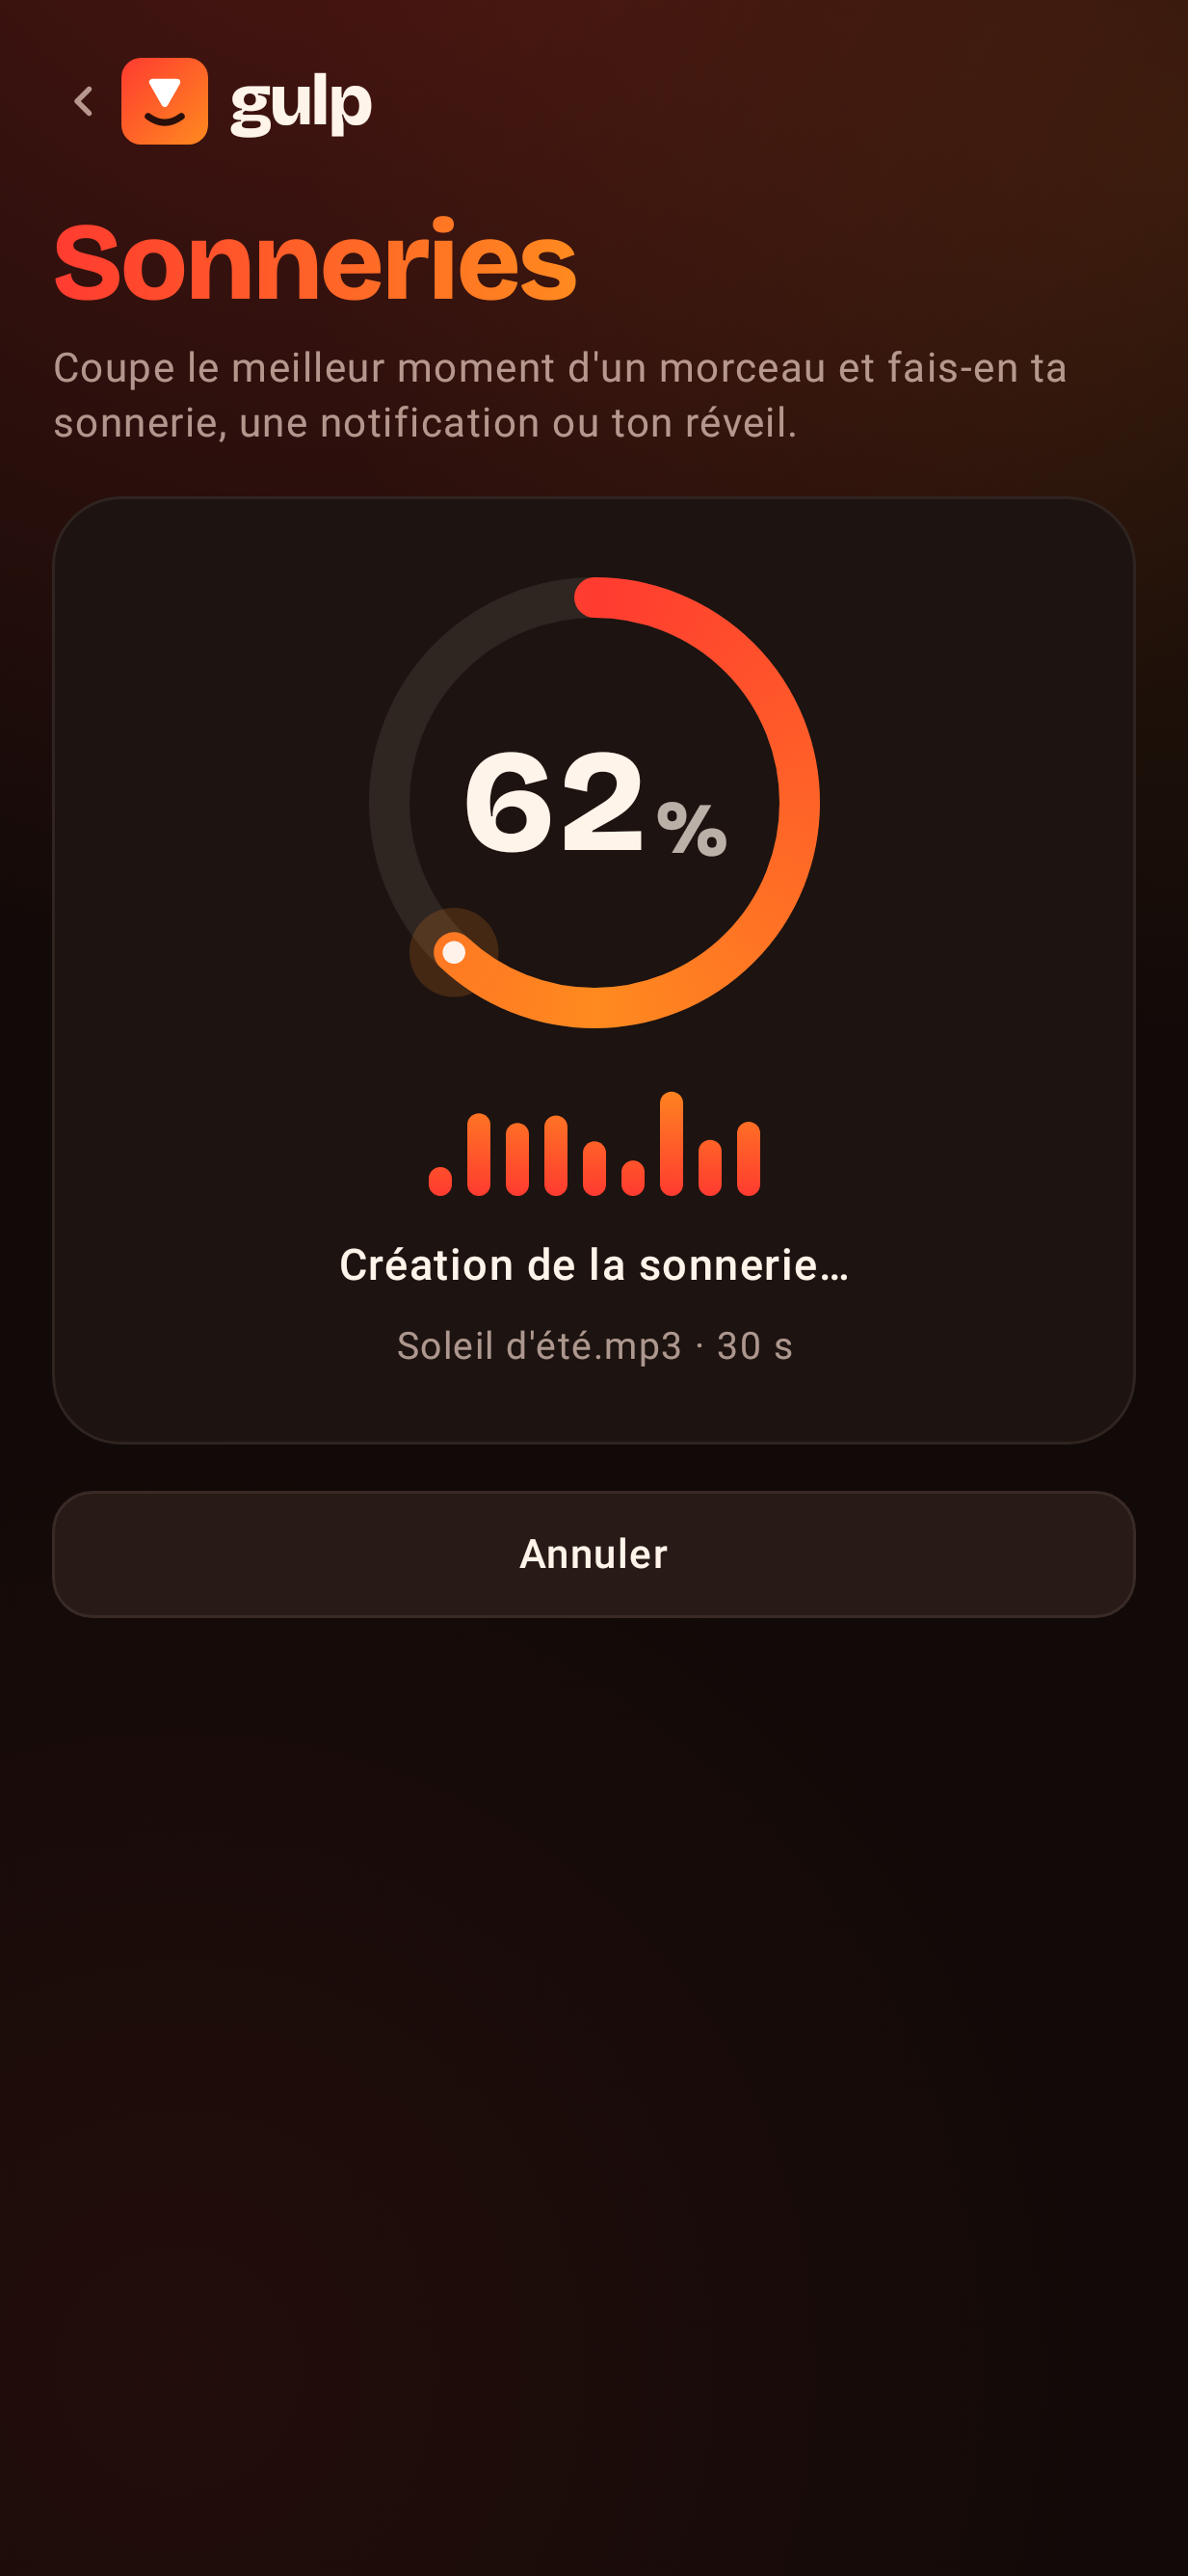 gulp
Sonneries
Coupe le meilleur moment d'un morceau et fais-en ta
sonnerie, une notification ou ton réveil.
62%
Création de la sonnerie…
Soleil d'été.mp3 · 30 s
Annuler